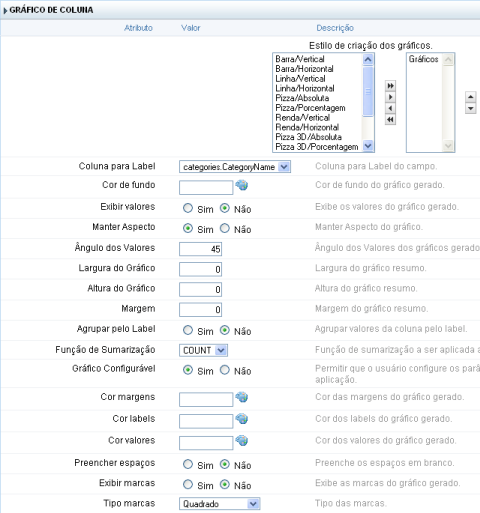 GRÁFICO DE COLUNA
Atributo Valor Descrição
Estilo de criação dos gráficos.
Barra/Vertical
Barra/Horizontal
Linha/Vertical
Linha/Horizontal
Pizza/Absoluta
Pizza/Porcentagem
Renda/Vertical
Renda/Horizontal
Pizza 3D/Absoluta
Pizza 3D/Porcentagem
Gráficos
Coluna para Label categories.CategoryName Coluna para Label do campo.
Cor de fundo Cor de fundo do gráfico gerado.
Exibir valores Sim Não Exibe os valores do gráfico gerado.
Manter Aspecto Sim Não Manter Aspecto do gráfico.
Ângulo dos Valores 45 Ângulo dos Valores dos gráficos gerado
Largura do Gráfico 0 Largura do gráfico resumo.
Altura do Gráfico 0 Altura do gráfico resumo.
Margem 0 Margem do gráfico resumo.
Agrupar pelo Label Sim Não Agrupar valores da coluna pelo label.
Função de Sumarização COUNT Função de sumarização a ser aplicada a
Gráfico Configurável Sim Não Permitir que o usuário configure os pará
aplicação.
Cor margens Cor das margens do gráfico gerado.
Cor labels Cor dos labels do gráfico gerado.
Cor valores Cor dos valores do gráfico gerado.
Preencher espaços Sim Não Preenche os espaços em branco.
Exibir marcas Sim Não Exibe as marcas do gráfico gerado.
Tipo marcas Quadrado Tipo das marcas.